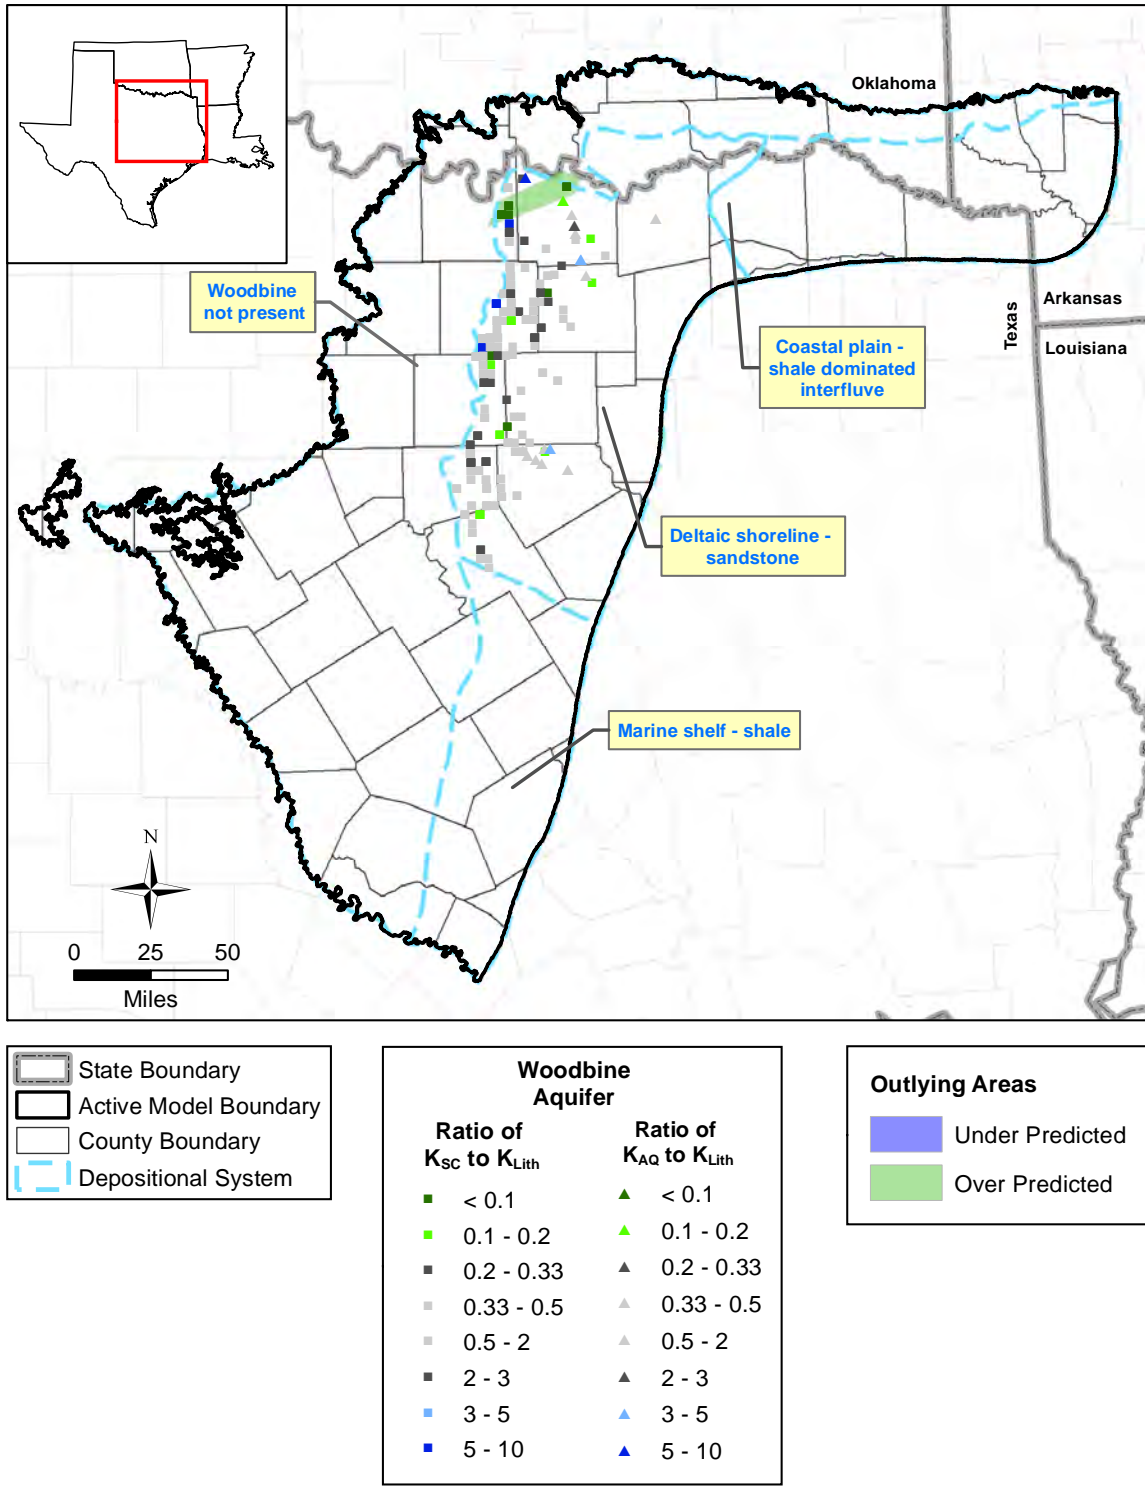 Oklahoma
Woodbine
not present
Arkansas
Texas
Louisiana
Coastal plain -
shale dominated
interfluve
Deltaic shoreline -
sandstone
Marine shelf - shale
N
0 25 50
Miles
State Boundary
Active Model Boundary
County Boundary
Depositional System
Woodbine
Aquifer
Ratio of
KSC to KLith
< 0.1
0.1 - 0.2
0.2 - 0.33
0.33 - 0.5
0.5 - 2
2 - 3
3 - 5
5 - 10
Ratio of
KAQ to KLith
< 0.1
0.1 - 0.2
0.2 - 0.33
0.33 - 0.5
0.5 - 2
2 - 3
3 - 5
5 - 10
Outlying Areas
Under Predicted
Over Predicted